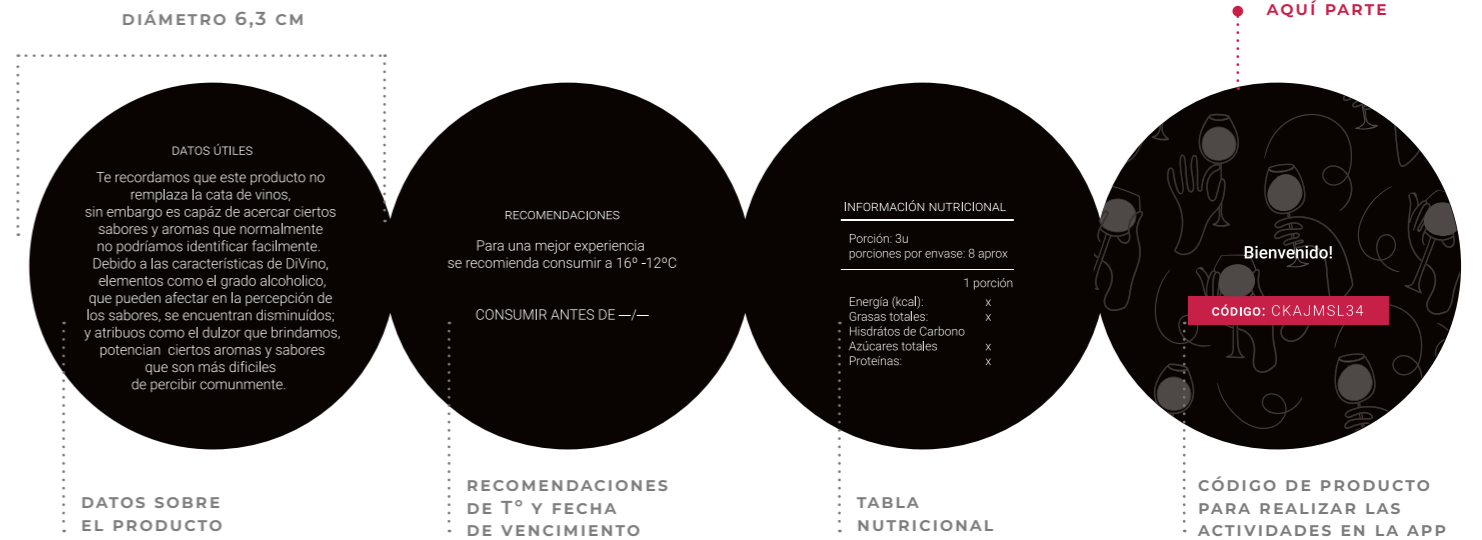 DIÁMETRO 6,3 CM
AQUÍ PARTE
DATOS ÚTILES
Te recordamos que este producto no
remplaza la cata de vinos,
sin embargo es capáz de acercar ciertos
sabores y aromas que normalmente
no podríamos identificar facilmente.
Debido a las características de DiVino,
elementos como el grado alcoholico,
que pueden afectar en la percepción de
los sabores, se encuentran disminuídos;
y atribuos como el dulzor que brindamos,
potencian ciertos aromas y sabores
que son más dificiles
de percibir comunmente.
RECOMENDACIONES
Para una mejor experiencia
se recomienda consumir a 16º -12ºC
CONSUMIR ANTES DE —/—
INFORMACIÓN NUTRICIONAL
Porción: 3u
porciones por envase: 8 aprox
1 porción
Energía (kcal): x
Grasas totales: x
Hisdrátos de Carbono
Azúcares totales x
Proteínas: x
Bienvenido!
CÓDIGO: CKAJMSL34
DATOS SOBRE
EL PRODUCTO
RECOMENDACIONES
DE Tº Y FECHA
DE VENCIMIENTO
TABLA
NUTRICIONAL
CÓDIGO DE PRODUCTO
PARA REALIZAR LAS
ACTIVIDADES EN LA APP